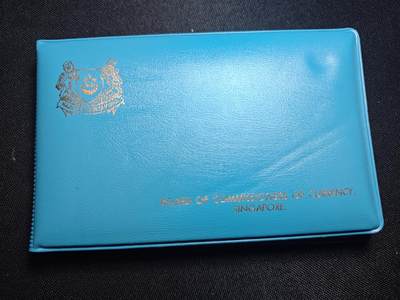 BOARD OF COMMISSIONERS OF CURRENCY,
SINGAPORE.